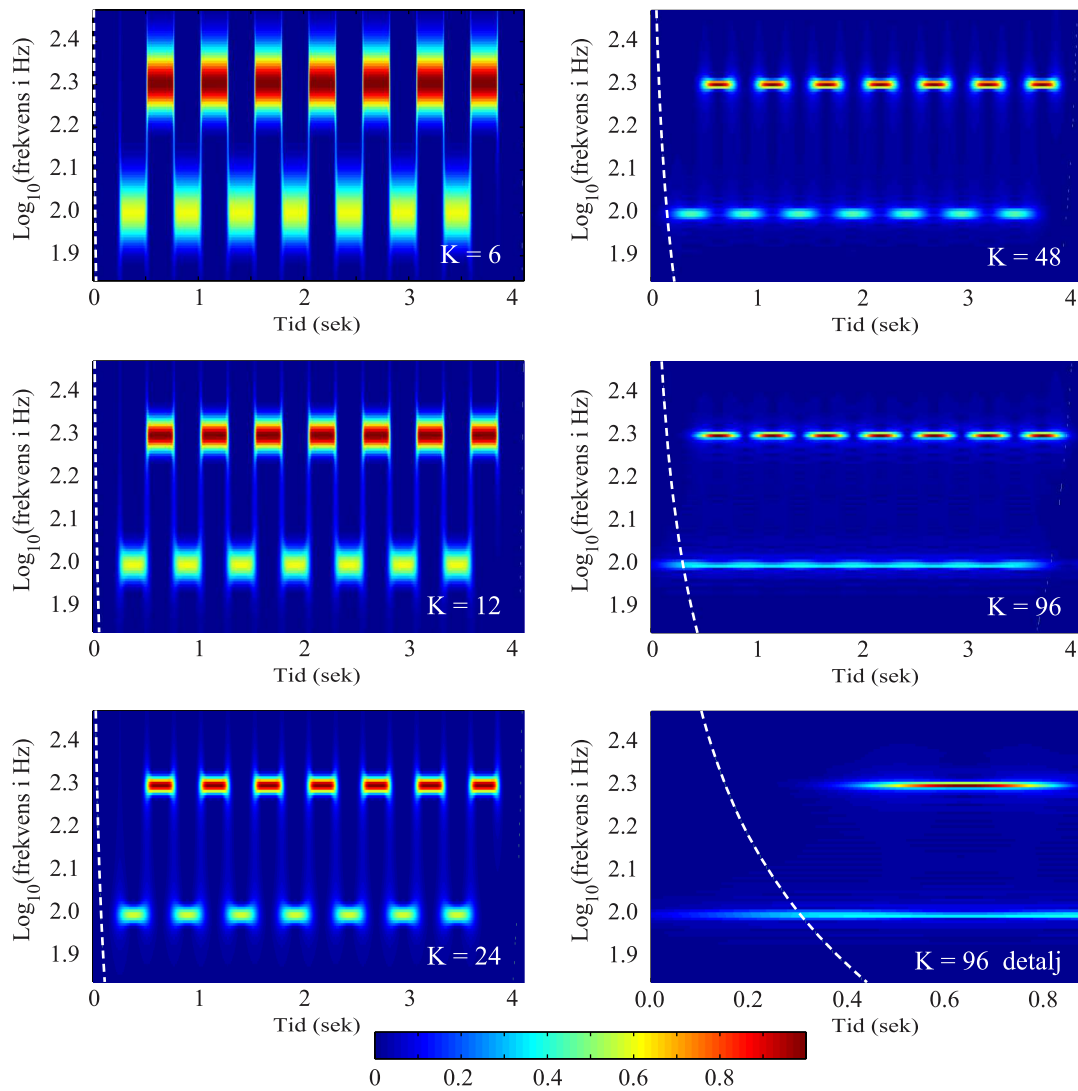 Log10(frekvens i Hz)
2.4
2.3
2.2
2.1
2.0
1.9
K = 6
0 1 2 3 4
Tid (sek)
Log10(frekvens i Hz)
2.4
2.3
2.2
2.1
2.0
1.9
K = 48
0 1 2 3 4
Tid (sek)
Log10(frekvens i Hz)
2.4
2.3
2.2
2.1
2.0
1.9
K = 12
0 1 2 3 4
Tid (sek)
Log10(frekvens i Hz)
2.4
2.3
2.2
2.1
2.0
1.9
K = 96
0 1 2 3 4
Tid (sek)
Log10(frekvens i Hz)
2.4
2.3
2.2
2.1
2.0
1.9
K = 24
0 1 2 3 4
Tid (sek)
Log10(frekvens i Hz)
2.4
2.3
2.2
2.1
2.0
1.9
K = 96 detalj
0.0 0.2 0.4 0.6 0.8
Tid (sek)
0 0.2 0.4 0.6 0.8